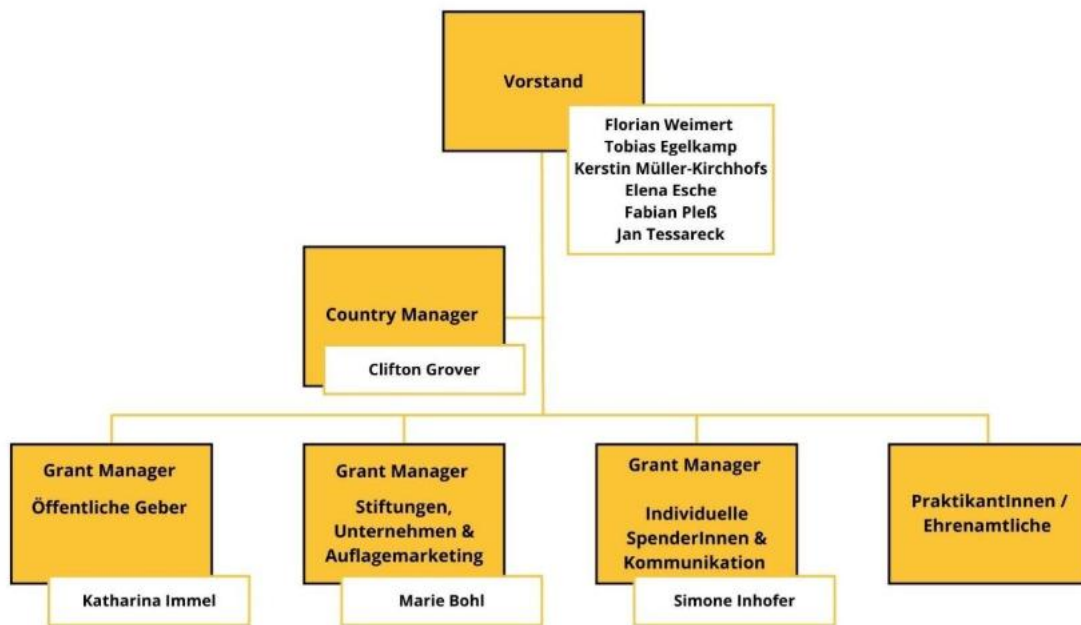 Vorstand
Florian Weimert
Tobias Egelkamp
Kerstin Müller-Kirchhofs
Elena Esche
Fabian Pleß
Jan Tessareck
Country Manager
Clifton Grover
Grant Manager
Öffentliche Geber
Katharina Immel
Grant Manager
Stiftungen,
Unternehmen &
Auflagemarketing
Marie Bohl
Grant Manager
Individuelle
SpenderInnen &
Kommunikation
Simone Inhofer
PraktikantInnen /
Ehrenamtliche